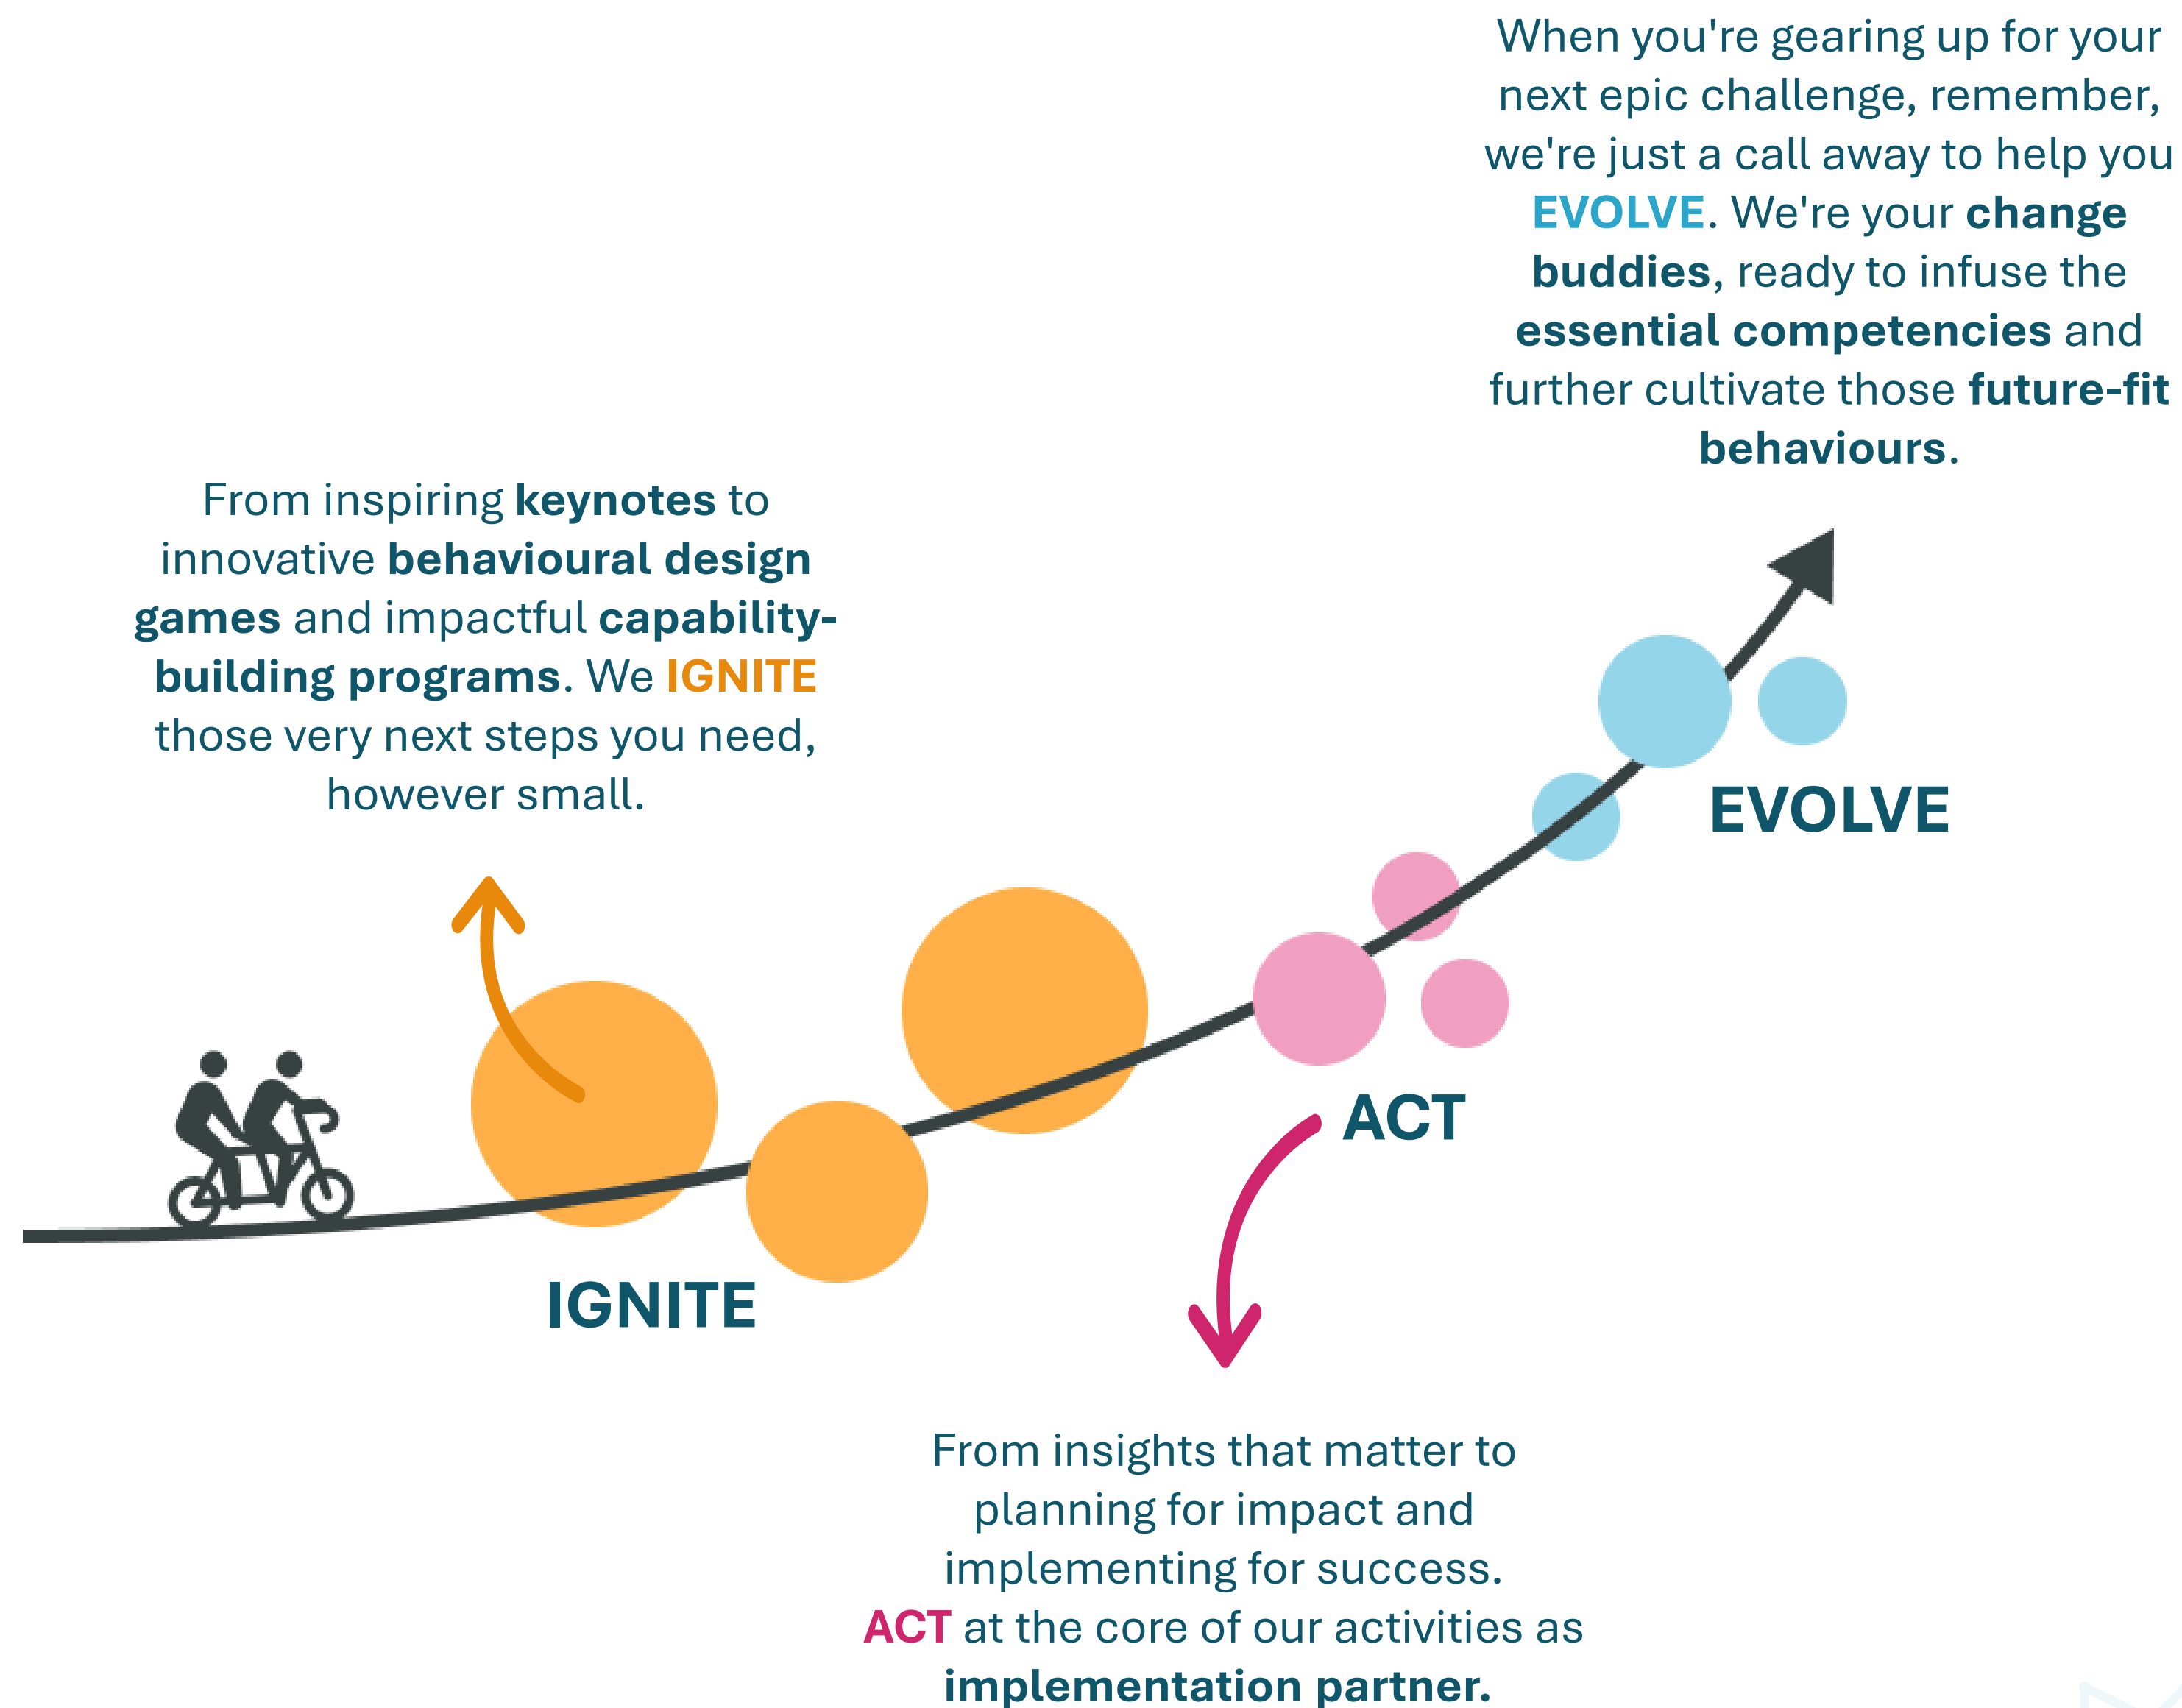 When you're gearing up for your
next epic challenge, remember,
we're just a call away to help you
EVOLVE. We're your change
buddies, ready to infuse the
essential competencies and
further cultivate those future-fit
behaviours.
From inspiring keynotes to
innovative behavioural design
games and impactful capability-
building programs. We IGNITE
those very next steps you need,
however small.
EVOLVE
ACT
IGNITE
From insights that matter to
planning for impact and
implementing for success.
ACT at the core of our activities as
implementation partner.